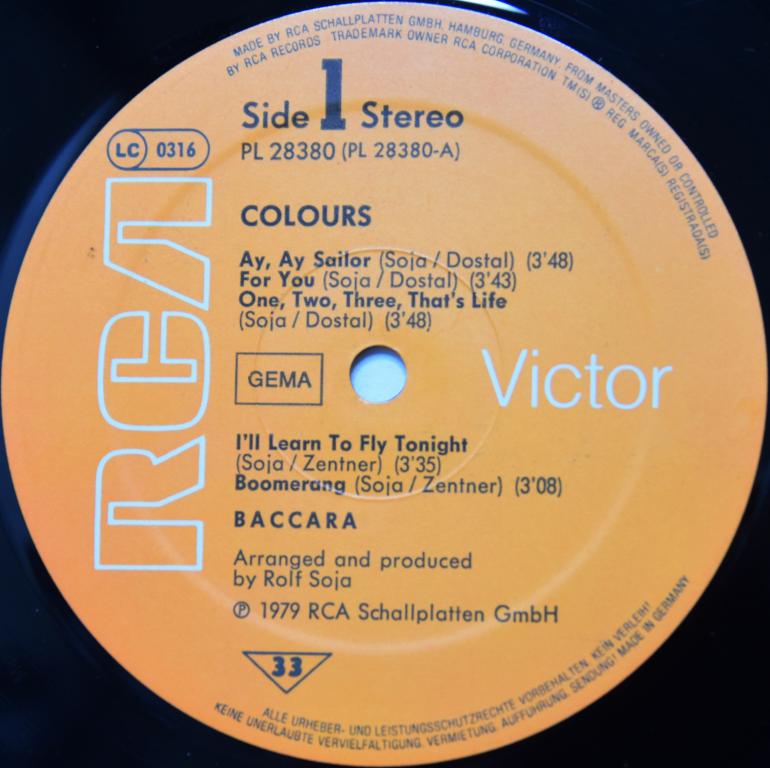 MADE BY RCA SCHALLPLATTEN GMBH, HAMBURG, GERMANY, FROM MASTERS OWNED OR CONTROLLED
BY RCA RECORDS TRADEMARK OWNER RCA CORPORATION TM(S) ® REG. MARCA(S) REGISTRADA(S)
Side 1 Stereo
LC 0316
PL 28380 (PL 28380-A)
RCA
COLOURS
Ay, Ay Sailor (Soja / Dostal) (3'48)
For You (Soja / Dostal) (3'43)
One, Two, Three, That's Life
(Soja / Dostal) (3'48)
GEMA
Victor
I'll Learn To Fly Tonight
(Soja / Zentner) (3'35)
Boomerang (Soja / Zentner) (3'08)
BACCARA
Arranged and produced
by Rolf Soja
℗ 1979 RCA Schallplatten GmbH
33
ALLE URHEBER- UND LEISTUNGSSCHUTZRECHTE VORBEHALTEN. KEIN VERLEIH!
KEINE UNERLAUBTE VERVIELFALTIGUNG, VERMIETUNG, AUFFÜHRUNG, SENDUNG! MADE IN GERMANY